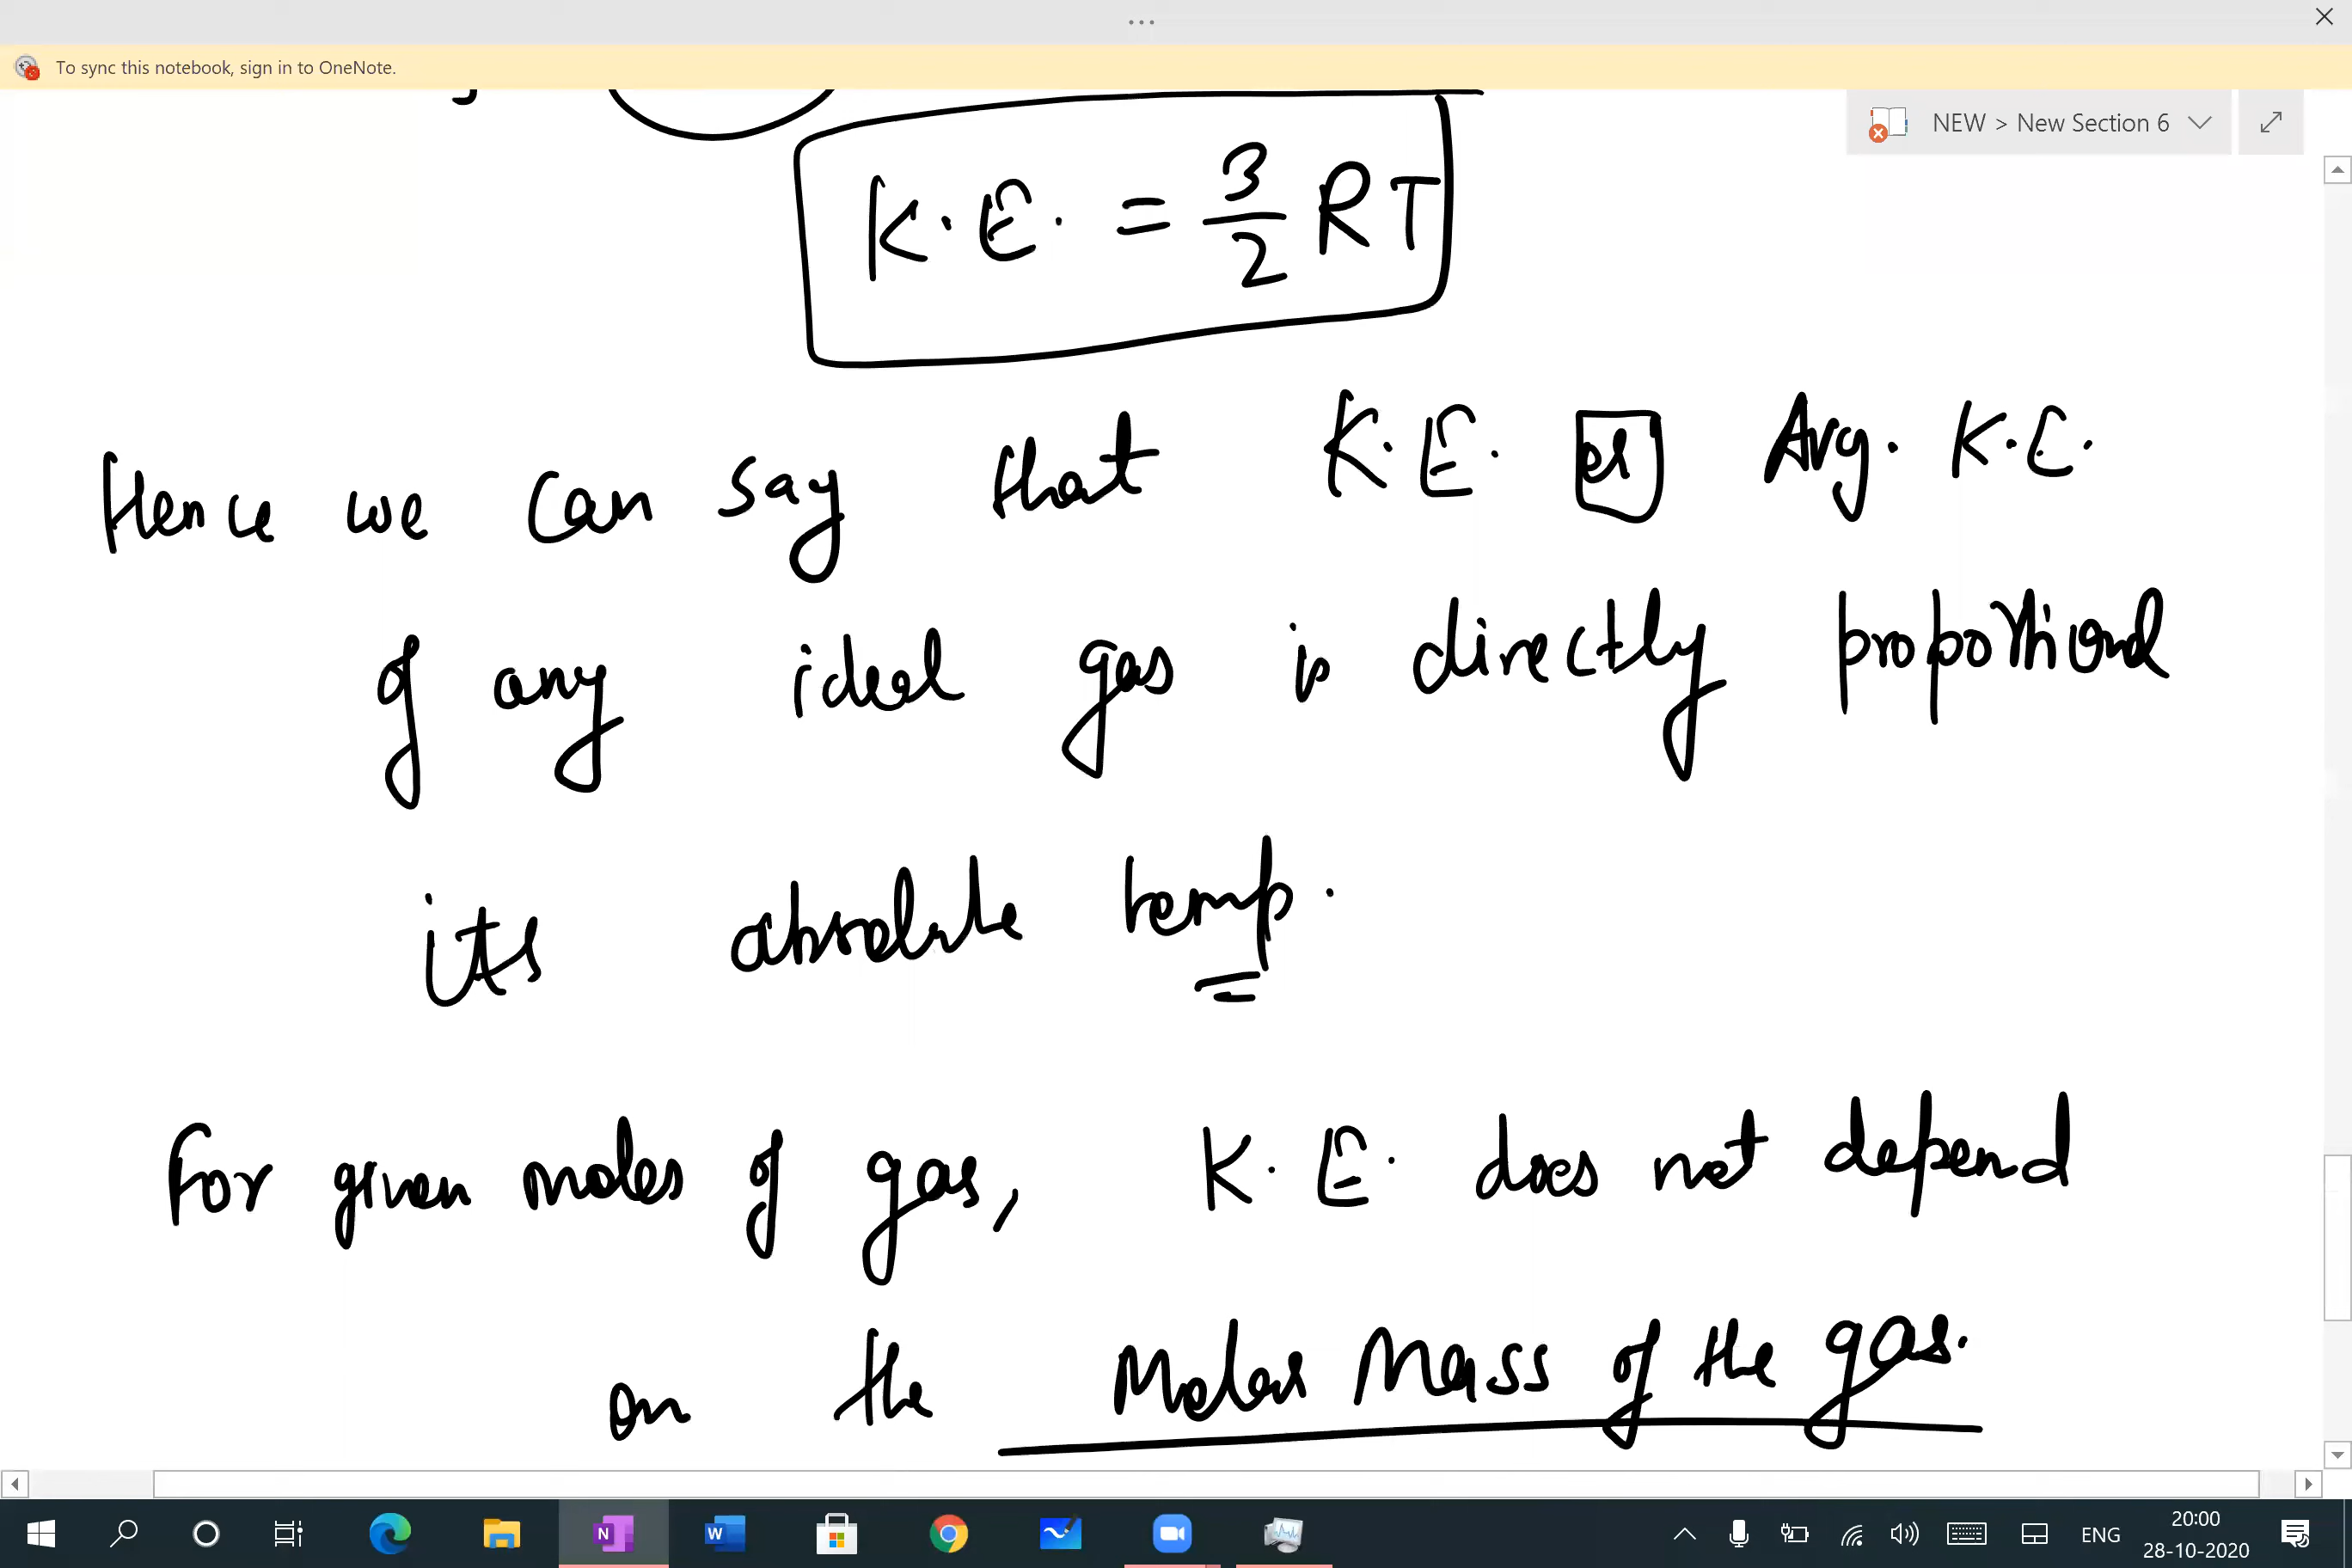 To sync this notebook, sign in to OneNote.
NEW > New Section 6
K.E. = 3/2 RT
Hence we can say that K.E. or Avg. K.E.
of any ideal gas is directly proportional
its absolute temp.
For given moles of gas, K.E. does not depend
on the Molar Mass of the gas.
ENG
20:00
28-10-2020